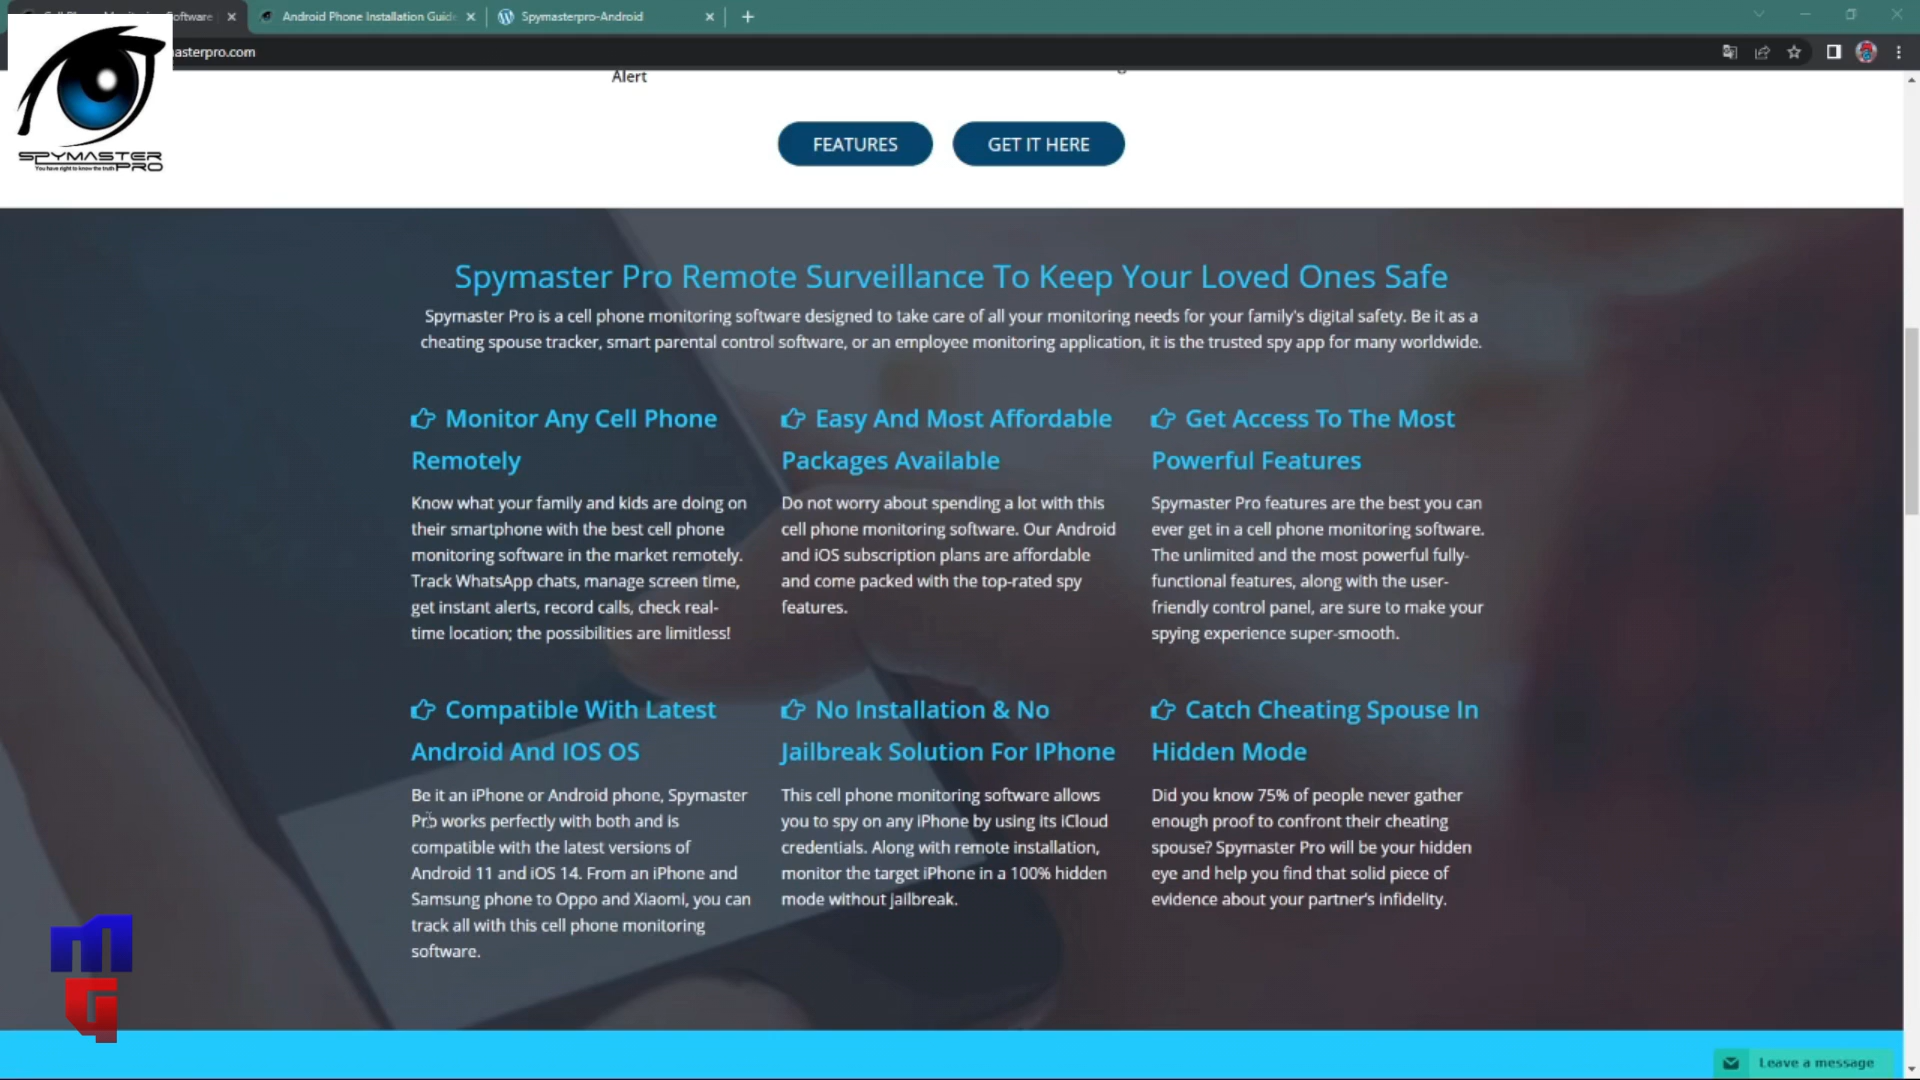 Software
Android Phone Installation Guide
Spymasterpro-Android
asterpro.com
SPYMASTER
You have right to know the truth PRO
Alert
FEATURES
GET IT HERE
Spymaster Pro Remote Surveillance To Keep Your Loved Ones Safe
Spymaster Pro is a cell phone monitoring software designed to take care of all your monitoring needs for your family's digital safety. Be it as a
cheating spouse tracker, smart parental control software, or an employee monitoring application, it is the trusted spy app for many worldwide.
Monitor Any Cell Phone
Remotely
Know what your family and kids are doing on
their smartphone with the best cell phone
monitoring software in the market remotely.
Track WhatsApp chats, manage screen time,
get instant alerts, record calls, check real-
time location; the possibilities are limitless!
Easy And Most Affordable
Packages Available
Do not worry about spending a lot with this
cell phone monitoring software. Our Android
and iOS subscription plans are affordable
and come packed with the top-rated spy
features.
Get Access To The Most
Powerful Features
Spymaster Pro features are the best you can
ever get in a cell phone monitoring software.
The unlimited and the most powerful fully-
functional features, along with the user-
friendly control panel, are sure to make your
spying experience super-smooth.
Compatible With Latest
Android And IOS OS
Be it an iPhone or Android phone, Spymaster
Pro works perfectly with both and is
compatible with the latest versions of
Android 11 and iOS 14. From an iPhone and
Samsung phone to Oppo and Xiaomi, you can
track all with this cell phone monitoring
software.
No Installation & No
Jailbreak Solution For IPhone
This cell phone monitoring software allows
you to spy on any iPhone by using its iCloud
credentials. Along with remote installation,
monitor the target iPhone in a 100% hidden
mode without jailbreak.
Catch Cheating Spouse In
Hidden Mode
Did you know 75% of people never gather
enough proof to confront their cheating
spouse? Spymaster Pro will be your hidden
eye and help you find that solid piece of
evidence about your partner's infidelity.
MG
Leave a message